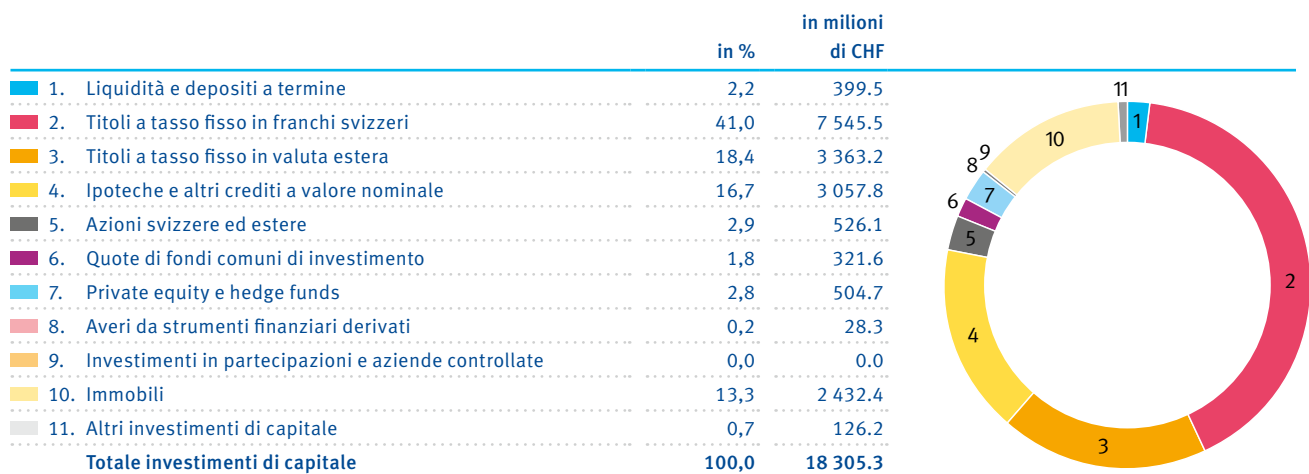 in milioni
in % di CHF
1. Liquidità e depositi a termine 2,2 399.5
2. Titoli a tasso fisso in franchi svizzeri 41,0 7 545.5
3. Titoli a tasso fisso in valuta estera 18,4 3 363.2
4. Ipoteche e altri crediti a valore nominale 16,7 3 057.8
5. Azioni svizzere ed estere 2,9 526.1
6. Quote di fondi comuni di investimento 1,8 321.6
7. Private equity e hedge funds 2,8 504.7
8. Averi da strumenti finanziari derivati 0,2 28.3
9. Investimenti in partecipazioni e aziende controllate 0,0 0.0
10. Immobili 13,3 2 432.4
11. Altri investimenti di capitale 0,7 126.2
Totale investimenti di capitale 100,0 18 305.3
11
1
2
3
4
5
6
7
8
9
10